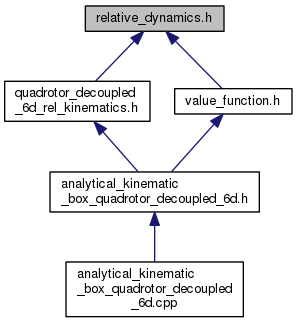 relative_dynamics.h
quadrotor_decoupled
_6d_rel_kinematics.h
value_function.h
analytical_kinematic
_box_quadrotor_decoupled_6d.h
analytical_kinematic
_box_quadrotor_decoupled
_6d.cpp